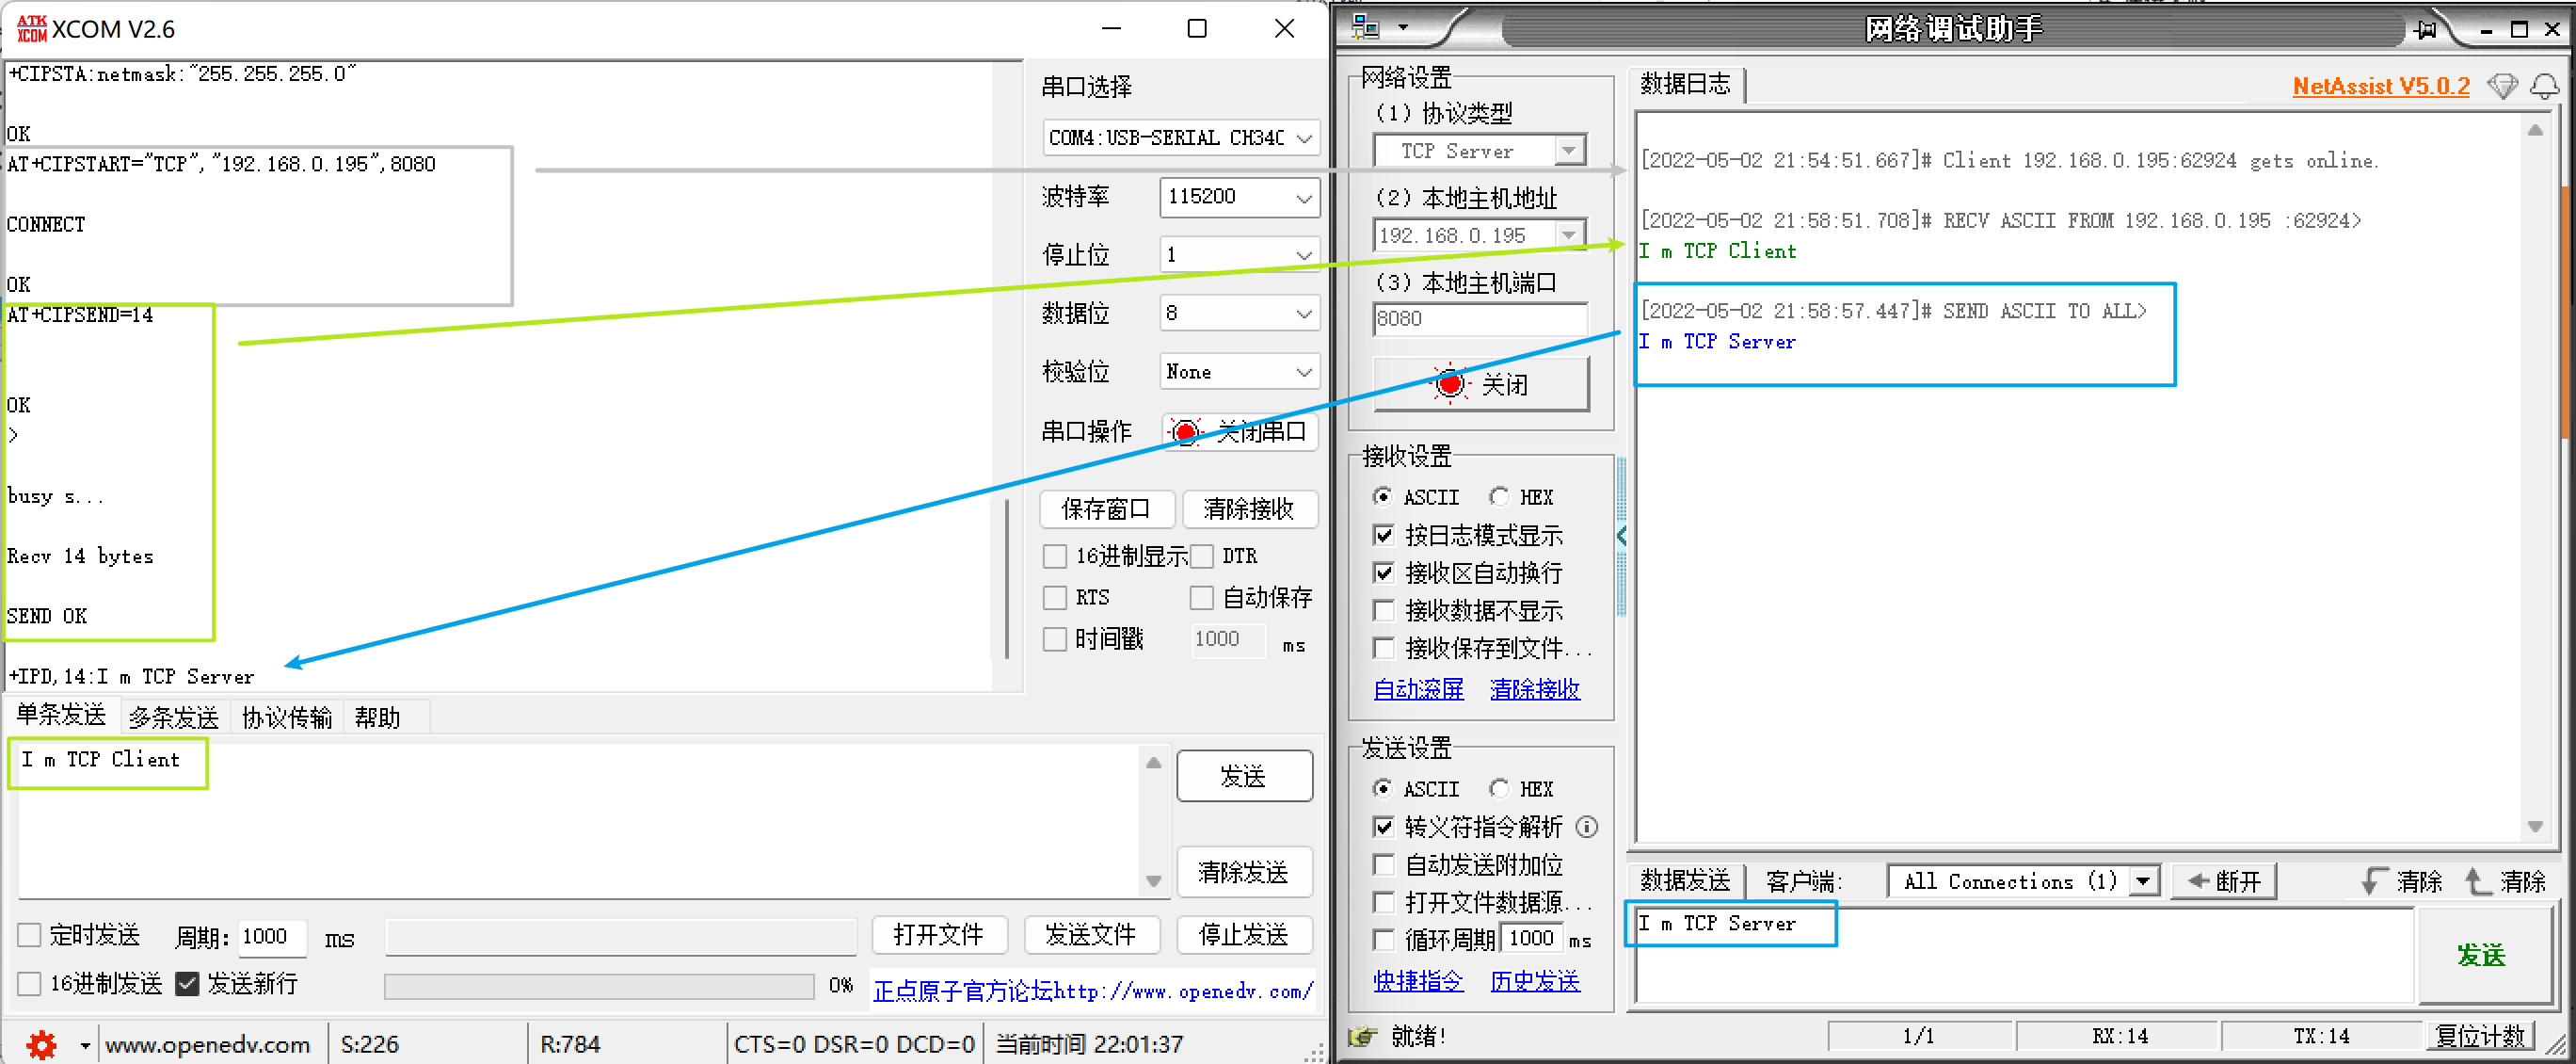 ATK XCOM XCOM V2.6
+CIPSTA:netmask:"255.255.255.0"
OK
AT+CIPSTART="TCP","192.168.0.195",8080
CONNECT
OK
AT+CIPSEND=14
OK
>
busy s...
Recv 14 bytes
SEND OK
+IPD,14:I m TCP Server
串口选择
COM4:USB-SERIAL CH34
波特率 115200
停止位 1
数据位 8
校验位 None
串口操作 关闭串口
保存窗口 清除接收
16进制显示 DTR
RTS 自动保存
时间戳 1000 ms
单条发送 多条发送 协议传输 帮助
I m TCP Client
发送
清除发送
定时发送 周期: 1000 ms 打开文件 发送文件 停止发送
16进制发送 发送新行 0% 正点原子官方论坛http://www.openedv.com/
www.openedv.com S:226 R:784 CTS=0 DSR=0 DCD=0 当前时间 22:01:37
网络调试助手
网络设置
(1) 协议类型
TCP Server
(2) 本地主机地址
192.168.0.195
(3) 本地主机端口
8080
关闭
接收设置
ASCII HEX
按日志模式显示
接收区自动换行
接收数据不显示
接收保存到文件...
自动滚屏 清除接收
发送设置
ASCII HEX
转义符指令解析
自动发送附加位
打开文件数据源...
循环周期 1000 ms
快捷指令 历史发送
数据日志 NetAssist V5.0.2
[2022-05-02 21:54:51.667]# Client 192.168.0.195:62924 gets online.
[2022-05-02 21:58:51.708]# RECV ASCII FROM 192.168.0.195 :62924>
I m TCP Client
[2022-05-02 21:58:57.447]# SEND ASCII TO ALL>
I m TCP Server
数据发送 客户端: All Connections (1) 断开 清除 清除
I m TCP Server
发送
就绪! 1/1 RX:14 TX:14 复位计数